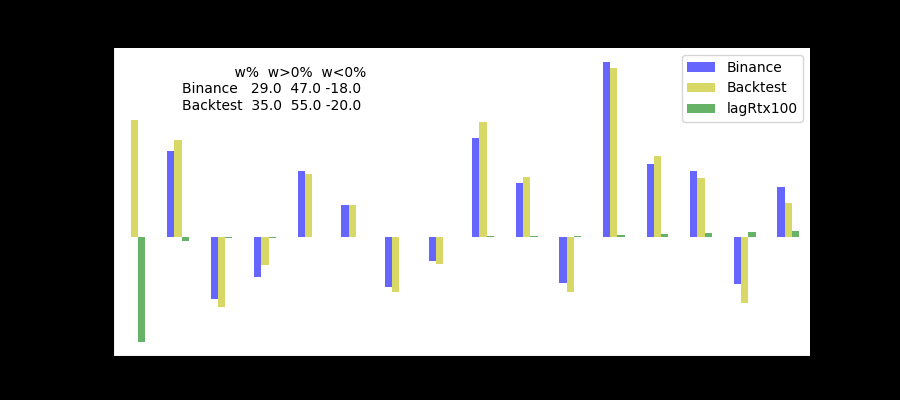 w% w>0% w<0%
Binance 29.0 47.0 -18.0
Backtest 35.0 55.0 -20.0
Binance
Backtest
lagRtx100